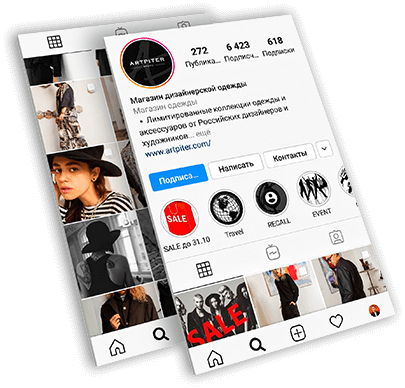 ARTPITER
272
6 423
618
Публика...
Подписч...
Подписки
Магазин дизайнерской одежды
Магазин одежды
• Лимитированные коллекции одежды и
аксессуаров от Российских дизайнеров и
художников... ещё
www.artpiter.com/
Подписа...
Написать
Контакты
SALE
SALE до 31.10
Travel
RECALL
EVENT
SALE